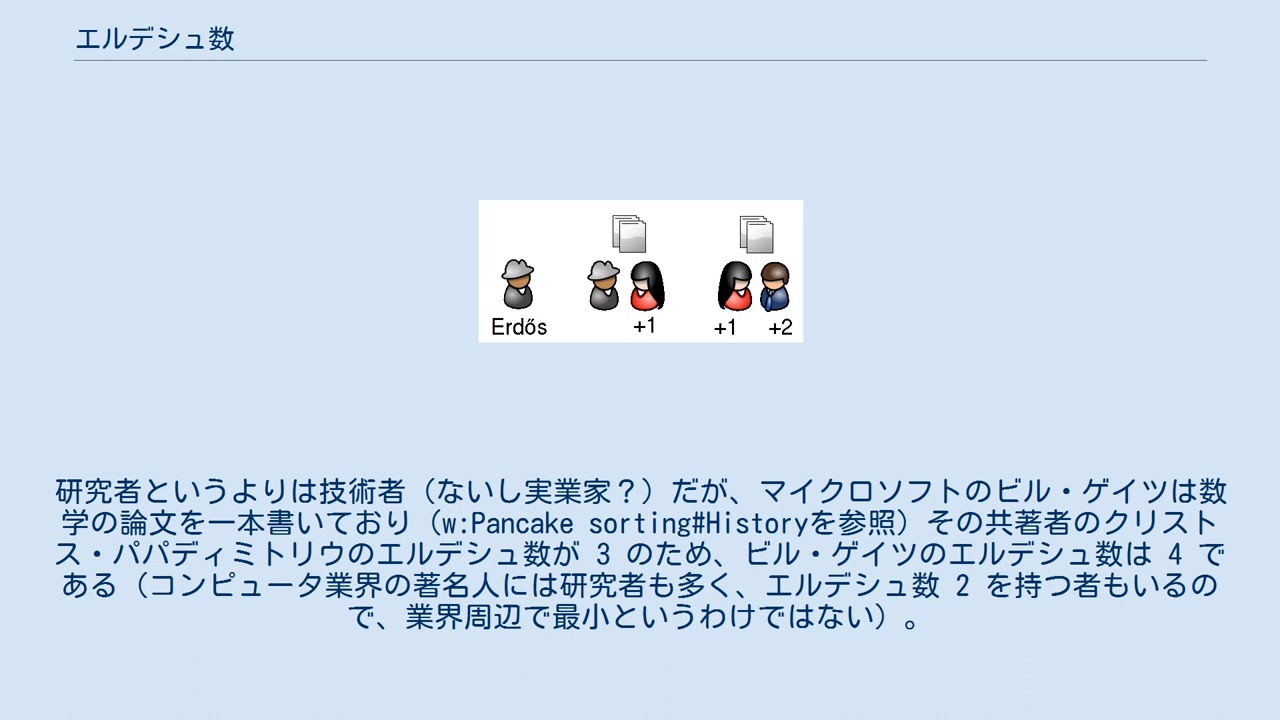 エルデシュ数
Erdős
+1
+1
+2
研究者というよりは技術者（ないし実業家？）だが、マイクロソフトのビル・ゲイツは数
学の論文を一本書いており（w:Pancake sorting#Historyを参照）その共著者のクリスト
ス・パパディミトリウのエルデシュ数が 3 のため、ビル・ゲイツのエルデシュ数は 4 で
ある（コンピュータ業界の著名人には研究者も多く、エルデシュ数 2 を持つ者もいるの
で、業界周辺で最小というわけではない）。